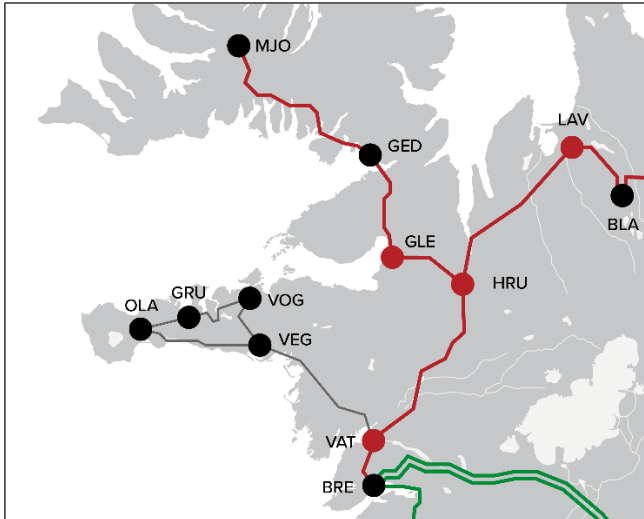 MJO
LAV
GED
BLA
GLE
HRU
GRU
OLA
VOG
VEG
VAT
BRE